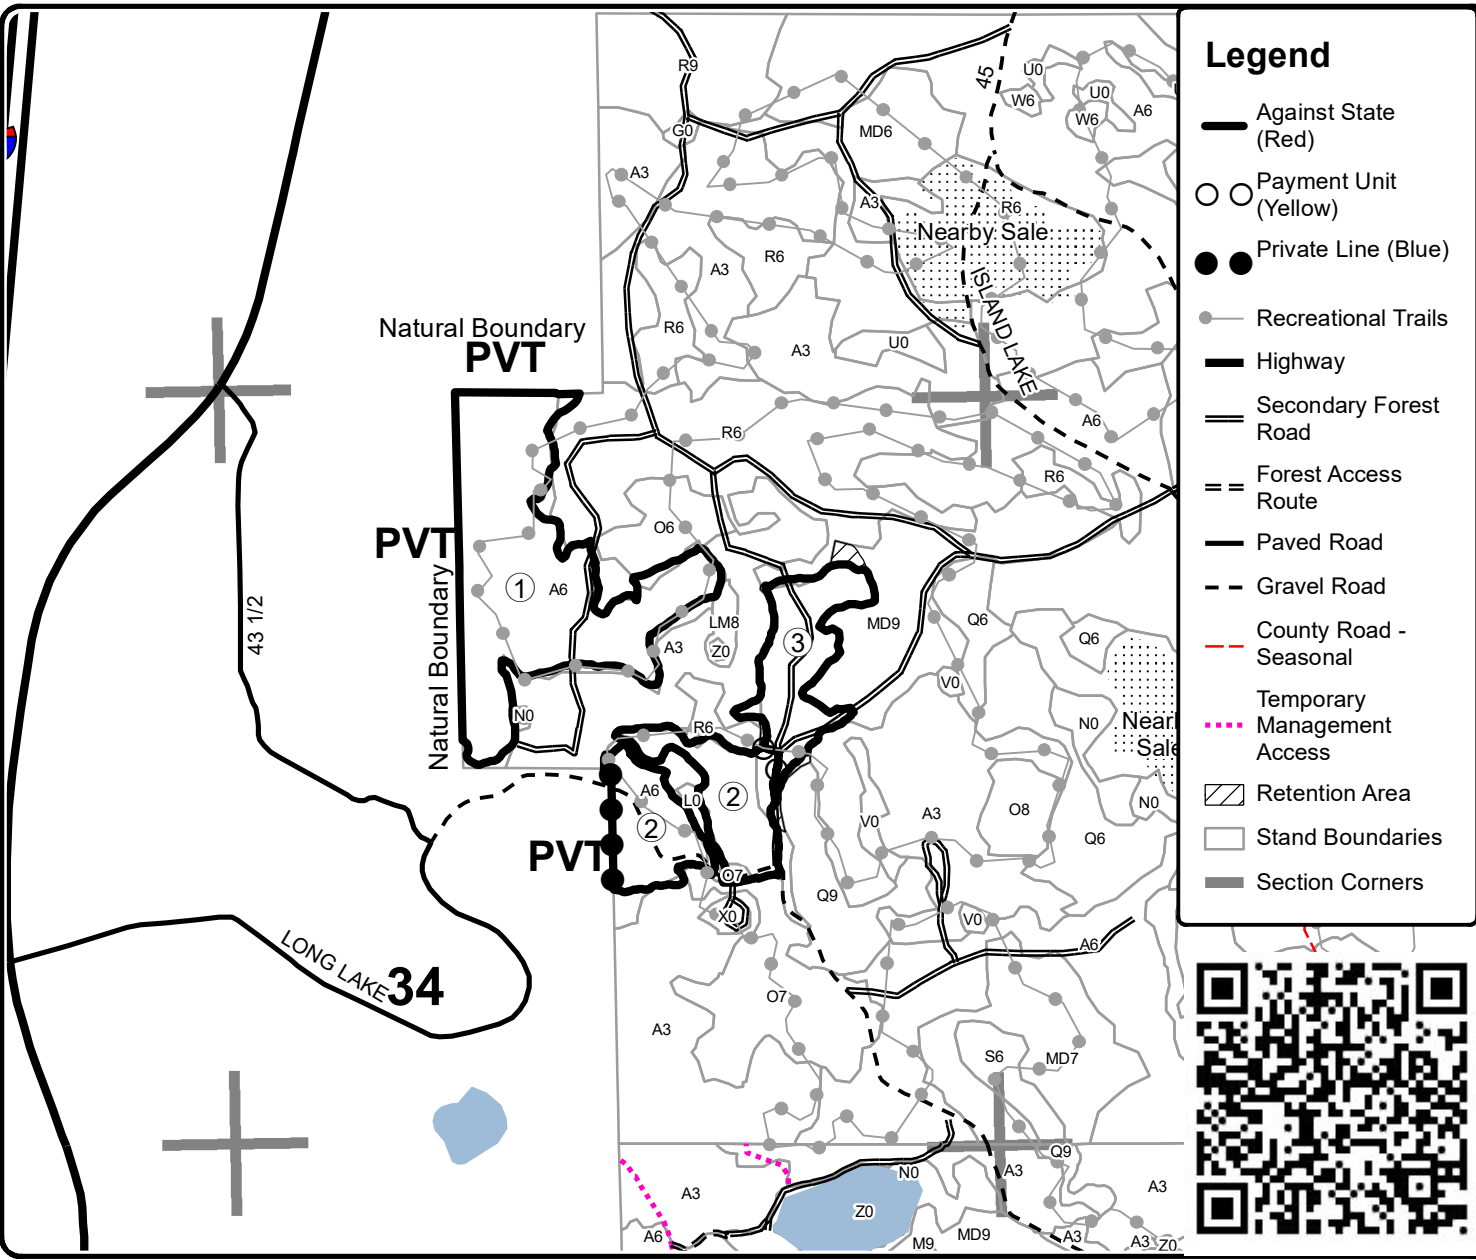 R9
45
U0
U0
W6
W6
A6
G0
MD6
A3
A3
R6
Nearby Sale
A3
R6
ISLAND LAKE
Natural Boundary
PVT
R6
A3
U0
R6
A6
R6
PVT
O6
1
A6
Natural Boundary
43 1/2
LM8
Z0
A3
3
MD9
Q6
Q6
V0
N0
R6
N0
Sale
A6
L0
2
2
PVT
V0
A3
O8
N0
Q6
O7
Q9
X0
V0
A6
LONG LAKE
34
O7
A3
S6
MD7
Q9
N0
A3
A3
A3
Z0
A6
M9
MD9
A3
A3
Z0
Legend
Against State
(Red)
Payment Unit
(Yellow)
Private Line (Blue)
Recreational Trails
Highway
Secondary Forest
Road
Forest Access
Route
Paved Road
Gravel Road
County Road -
Seasonal
Temporary
Management
Access
Retention Area
Stand Boundaries
Section Corners